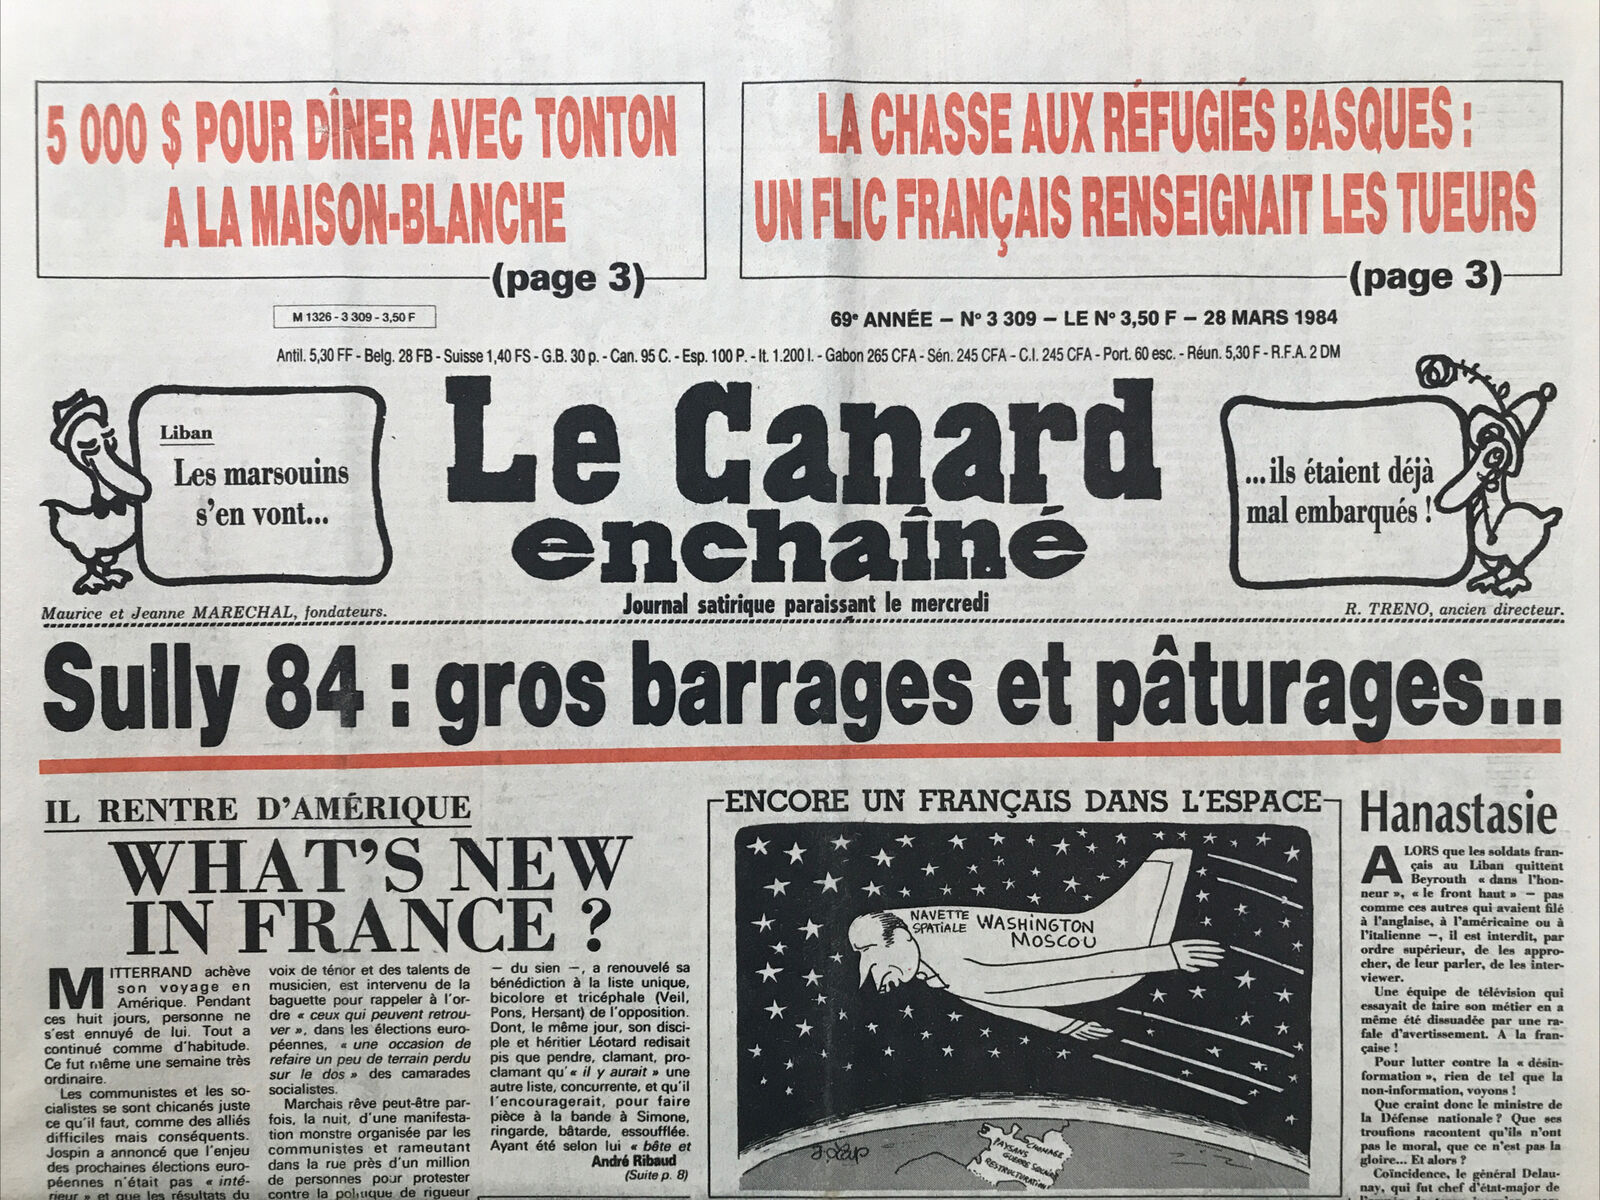 5 000 $ POUR DÎNER AVEC TONTON
A LA MAISON-BLANCHE
(page 3)
LA CHASSE AUX RÉFUGIÉS BASQUES :
UN FLIC FRANÇAIS RENSEIGNAIT LES TUEURS
(page 3)
M 1326 - 3 309 - 3,50 F
69e ANNÉE – No 3 309 – LE No 3,50 F – 28 MARS 1984
Antil. 5,30 FF - Belg. 28 FB - Suisse 1,40 FS - G.B. 30 p. - Can. 95 C. - Esp. 100 P. - It. 1.200 l. - Gabon 265 CFA - Sén. 245 CFA - C.I. 245 CFA - Port. 60 esc. - Réun. 5,30 F - R.F.A. 2 DM
Liban
Les marsouins
s'en vont...
Le Canard
enchaîné
...ils étaient déjà
mal embarqués !
Maurice et Jeanne MARECHAL, fondateurs.
Journal satirique paraissant le mercredi
R. TRENO, ancien directeur.
Sully 84 : gros barrages et pâturages...
IL RENTRE D'AMÉRIQUE
WHAT'S NEW
IN FRANCE ?
MITTERRAND achève
son voyage en
Amérique. Pendant
ces huit jours, personne ne
s'est ennuyé de lui. Tout a
continué comme d'habitude.
Ce fut même une semaine très
ordinaire.
Les communistes et les so-
cialistes se sont chicanés juste
ce qu'il faut, comme des alliés
difficiles mais conséquents.
Jospin a annoncé que l'enjeu
des prochaines élections euro-
péennes n'était pas « inté-
rieur » et que les résultats du
voix de ténor et des talents de
musicien, est intervenu de la
baguette pour rappeler à l'or-
dre « ceux qui peuvent retrou-
ver », dans les élections euro-
péennes, « une occasion de
refaire un peu de terrain perdu
sur le dos » des camarades
socialistes.
Marchais rêve peut-être par-
fois, la nuit, d'une manifesta-
tion monstre organisée par les
communistes et rameutant
dans la rue près d'un million
de personnes pour protester
contre la politique de rigueur
– du sien –, a renouvelé sa
bénédiction à la liste unique,
bicolore et tricéphale (Veil,
Pons, Hersant) de l'opposition.
Dont, le même jour, son disci-
ple et héritier Léotard redisait
pis que pendre, clamant, pro-
clamant qu'« il y aurait » une
autre liste, concurrente, et qu'il
l'encouragerait, pour faire
pièce à la bande à Simone,
ringarde, bâtarde, essoufflée.
Ayant été selon lui « bête et
André Ribaud
(Suite p. 8)
ENCORE UN FRANÇAIS DANS L'ESPACE
NAVETTE
SPATIALE
WASHINGTON
MOSCOU
CHOMAGE
PAYSANS
GUERRE SCOLAIRE
RESTRUCTURATION
Hanastasie
ALORS que les soldats fran-
çais au Liban quittent
Beyrouth « dans l'hon-
neur », « le front haut » – pas
comme ces autres qui avaient filé
à l'anglaise, à l'américaine ou à
l'italienne –, il est interdit, par
ordre supérieur, de les appro-
cher, de leur parler, de les inter-
viewer.
Une équipe de télévision qui
essayait de faire son métier en a
même été dissuadée par une ra-
fale d'avertissement. A la fran-
çaise !
Pour lutter contre la « désin-
formation », rien de tel que la
non-information, voyons !
Que craint donc le ministre de
la Défense nationale ? Que ses
troufions racontent qu'ils n'ont
pas le moral, que ce n'est pas la
gloire... Et alors ?
Coïncidence, le général Delau-
nay, qui fut chef d'état-major de